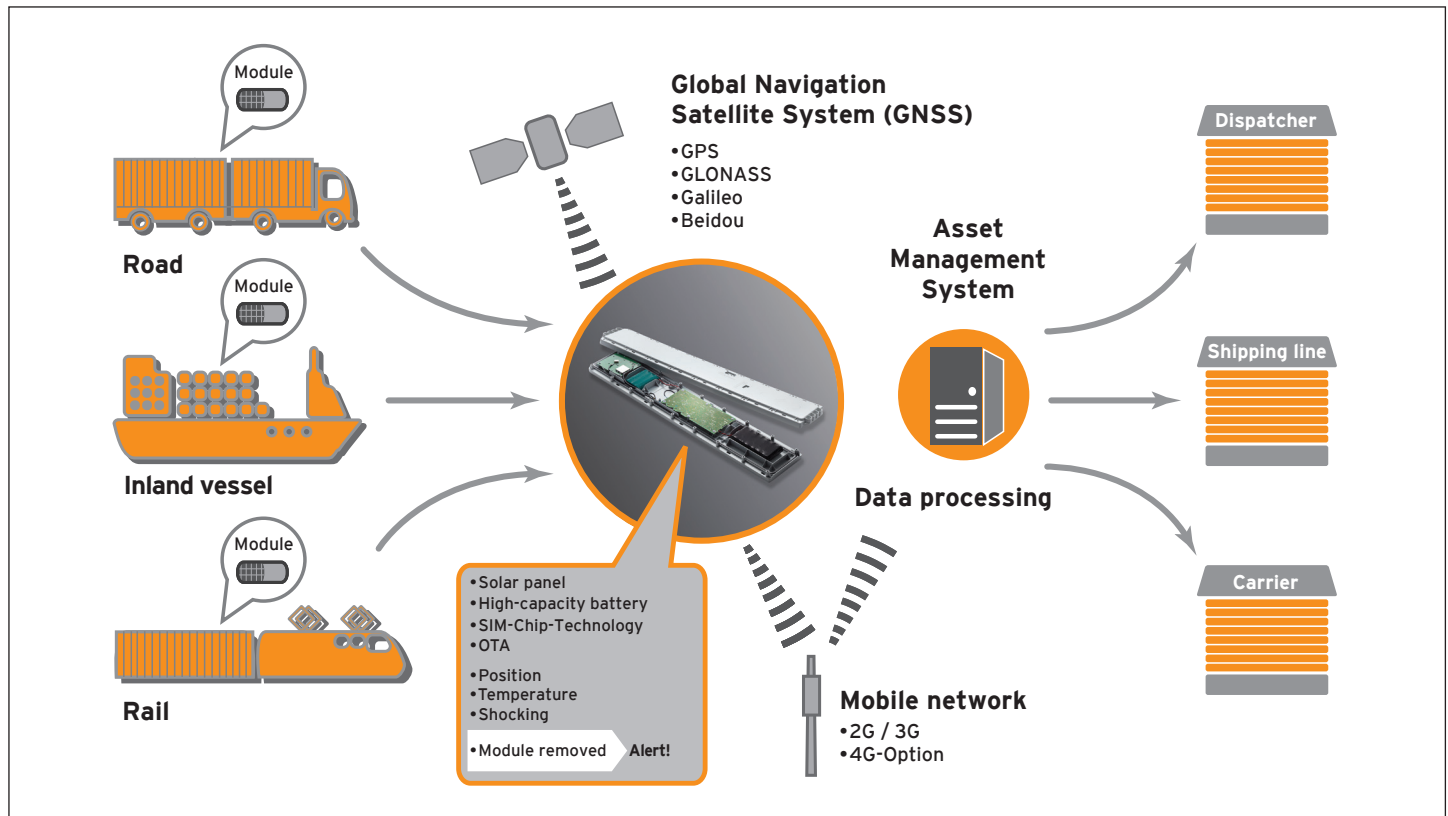 Module
Road
Module
Inland vessel
Module
Rail
Global Navigation
Satellite System (GNSS)
•GPS
•GLONASS
•Galileo
•Beidou
•Solar panel
•High-capacity battery
•SIM-Chip-Technology
•OTA
•Position
•Temperature
•Shocking
•Module removed Alert!
Asset
Management
System
Data processing
Mobile network
•2G / 3G
•4G-Option
Dispatcher
Shipping line
Carrier